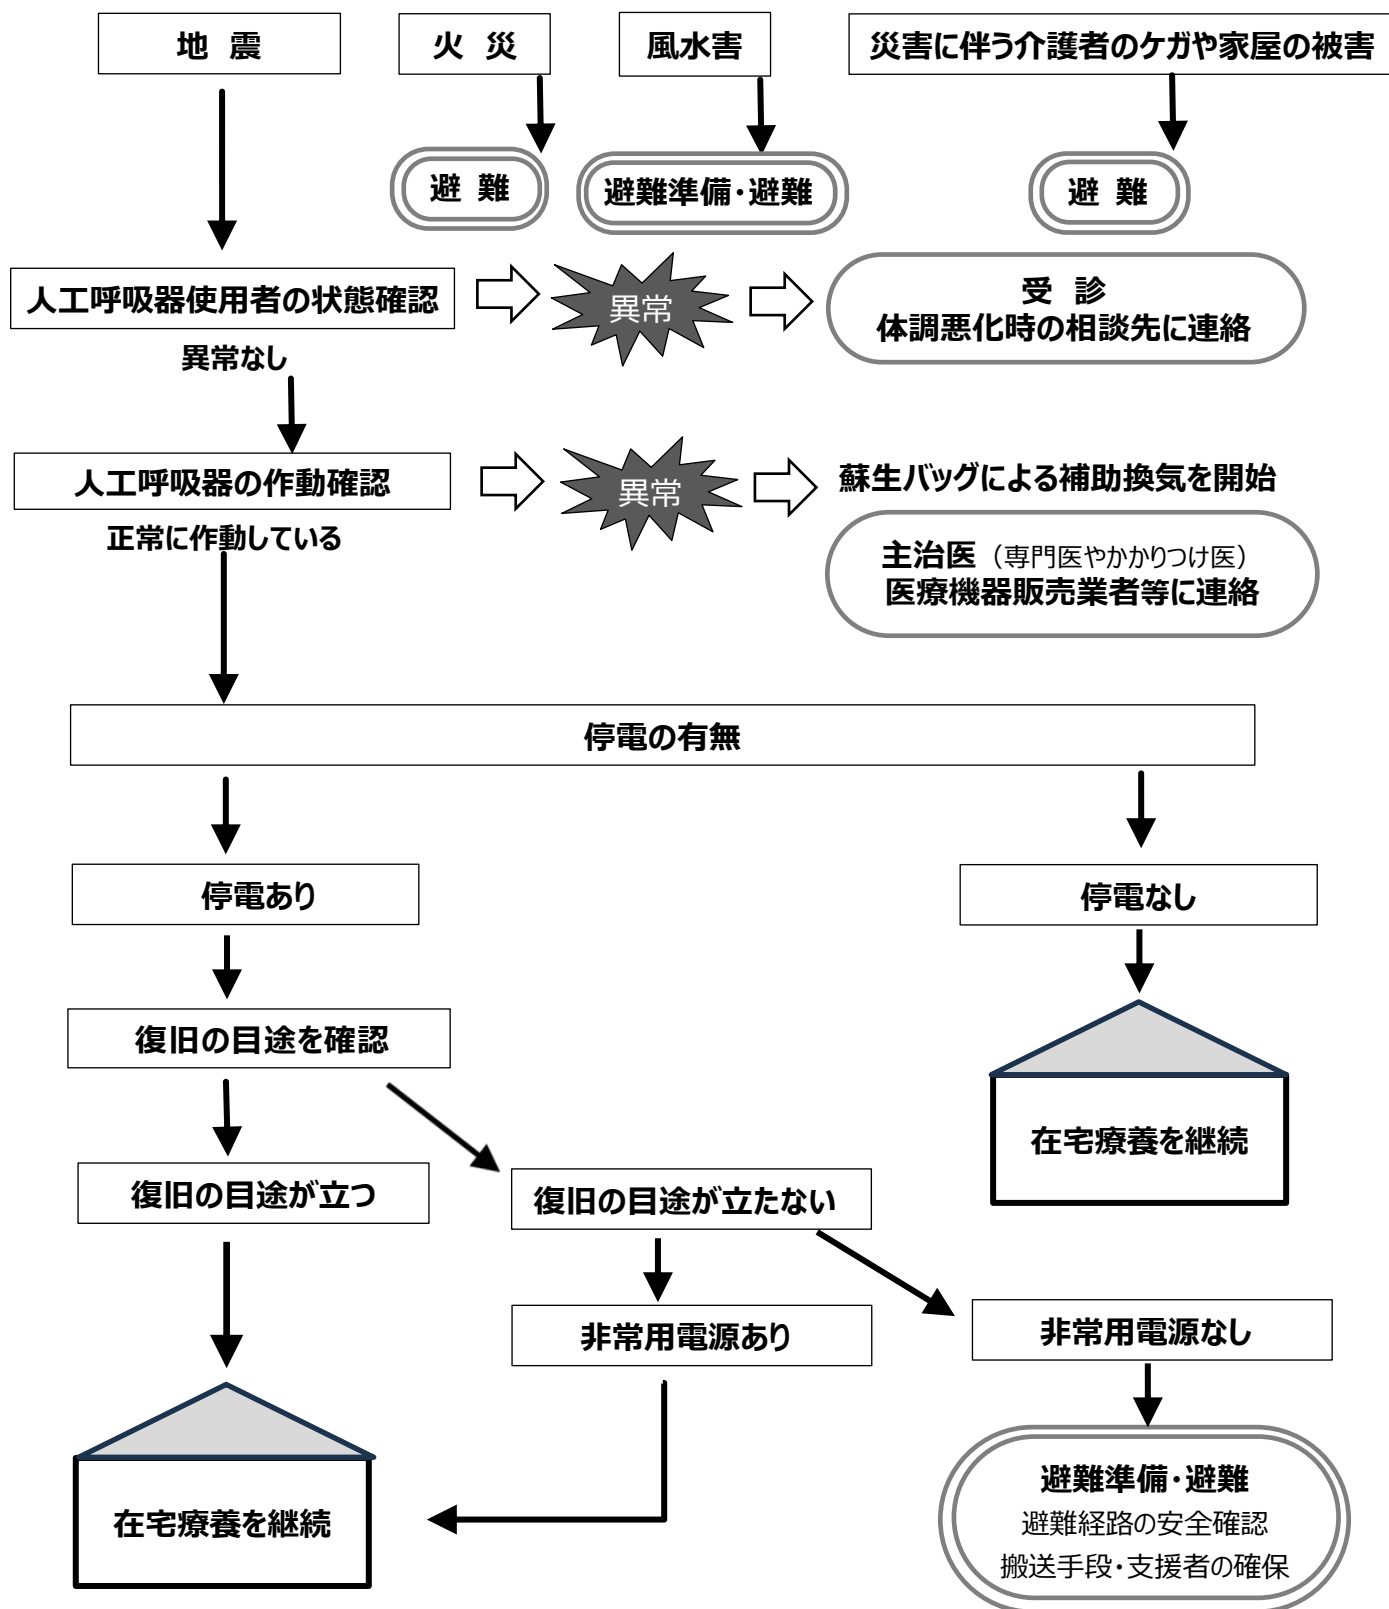 地 震
火 災
風水害
災害に伴う介護者のケガや家屋の被害
避 難
避難準備・避難
避 難
人工呼吸器使用者の状態確認
異常
受 診
体調悪化時の相談先に連絡
異常なし
人工呼吸器の作動確認
異常
蘇生バッグによる補助換気を開始
正常に作動している
主治医（専門医やかかりつけ医）
医療機器販売業者等に連絡
停電の有無
停電あり
停電なし
復旧の目途を確認
在宅療養を継続
復旧の目途が立つ
復旧の目途が立たない
非常用電源あり
非常用電源なし
在宅療養を継続
避難準備・避難
避難経路の安全確認
搬送手段・支援者の確保